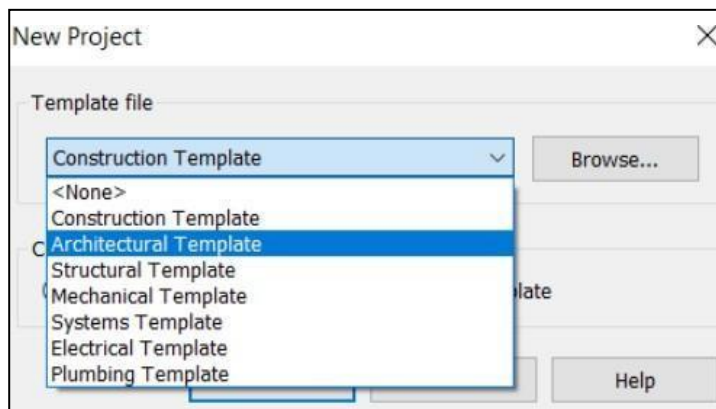 New Project
Template file
Construction Template
Browse...
<None>
Construction Template
Architectural Template
Structural Template
Mechanical Template
Systems Template
Electrical Template
Plumbing Template
Help